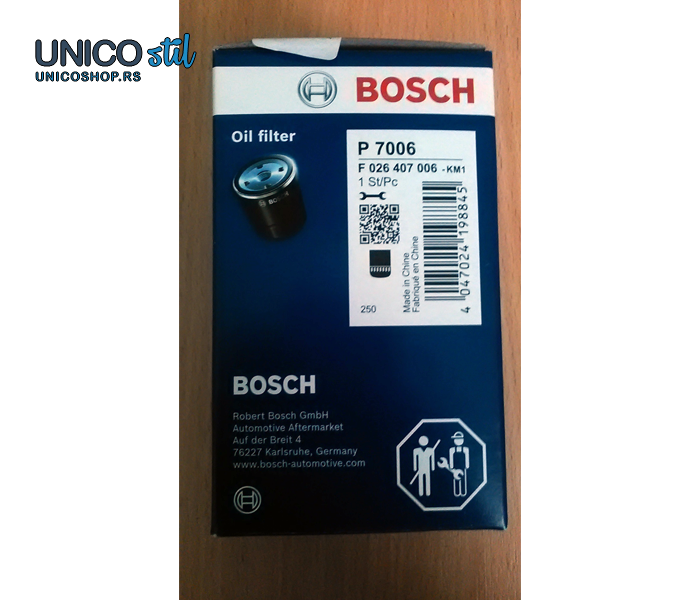 UNICO stil
UNICOSHOP.RS
BOSCH
Oil filter
P 7006
F 026 407 006 -KM1
1 St/Pc
250
Made in Chine
Fabriqué en Chine
4 047024 198845
BOSCH
BOSCH
Robert Bosch GmbH
Automotive Aftermarket
Auf der Breit 4
76227 Karlsruhe, Germany
www.bosch-automotive.com